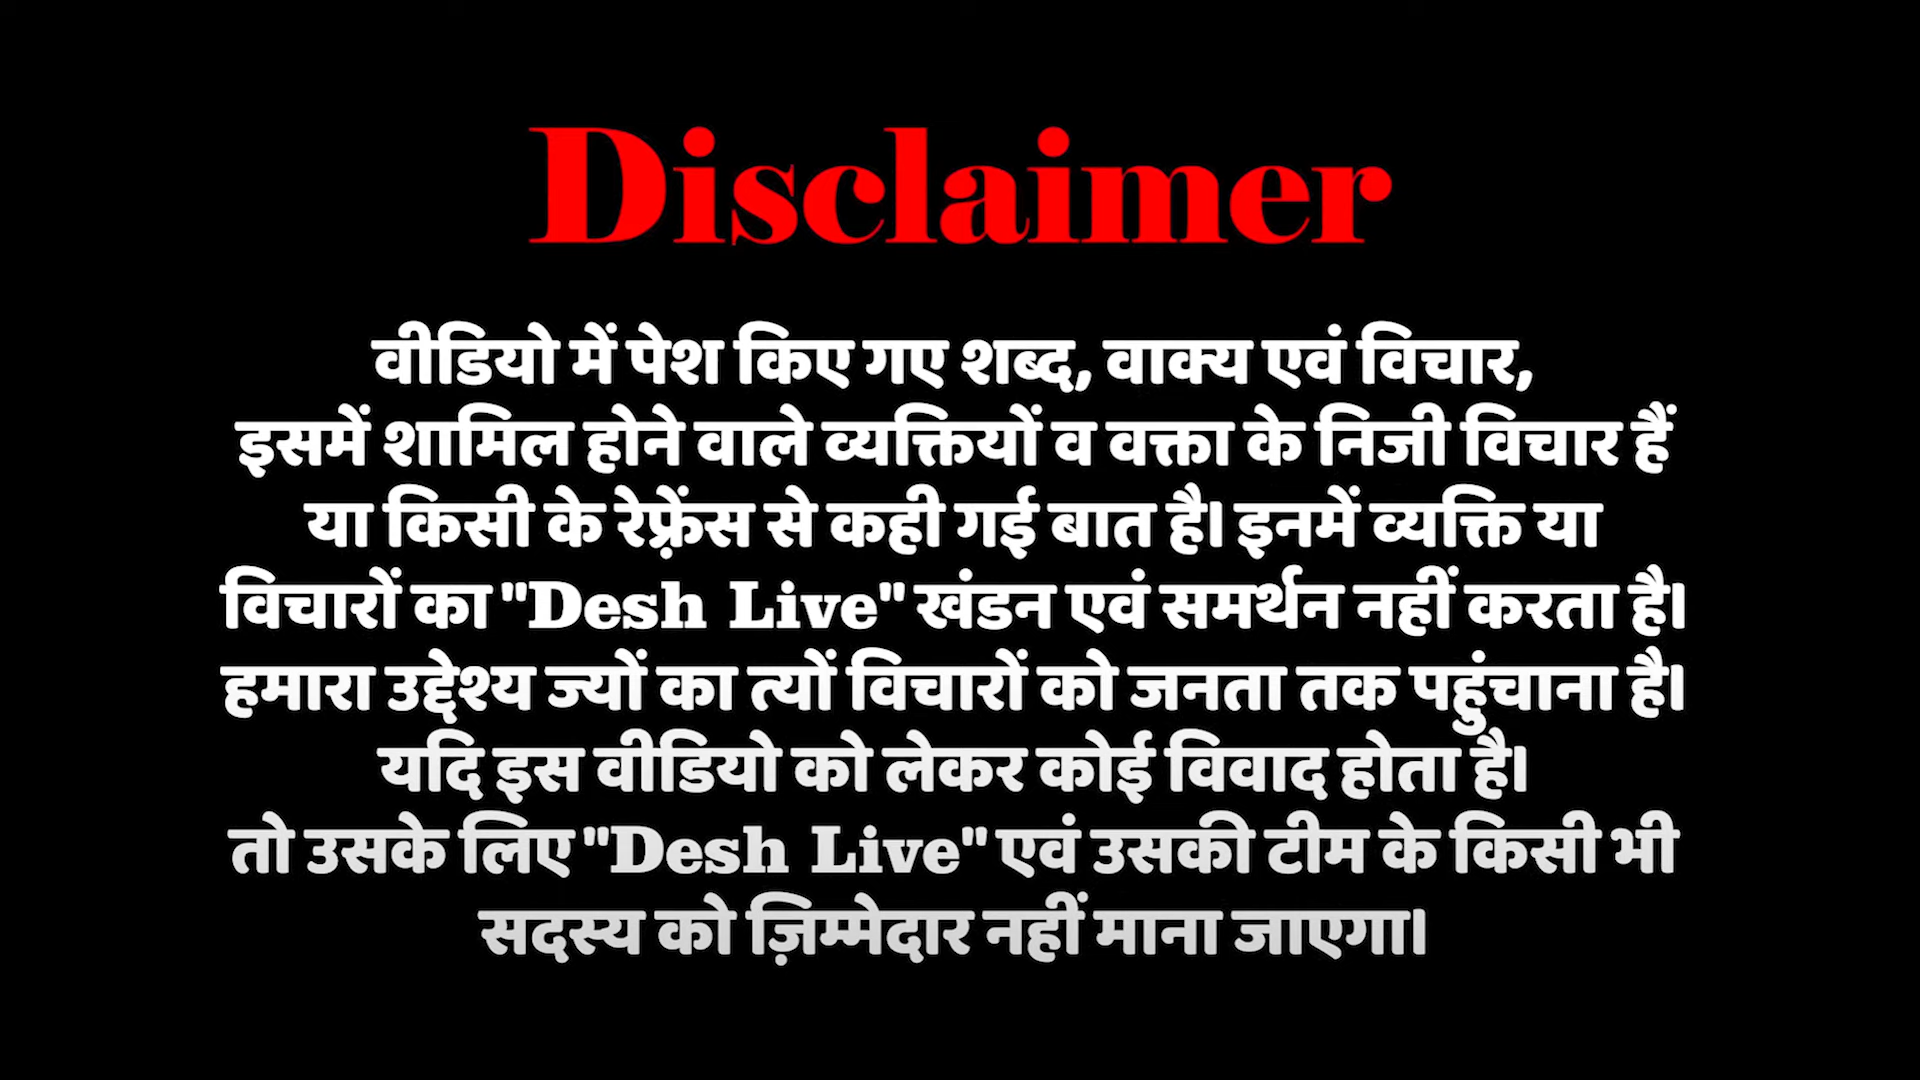 Disclaimer
वीडियो में पेश किए गए शब्द, वाक्य एवं विचार,
इसमें शामिल होने वाले व्यक्तियों व वक्ता के निजी विचार हैं
या किसी के रेफ़्रेंस से कही गई बात है। इनमें व्यक्ति या
विचारों का "Desh Live" खंडन एवं समर्थन नहीं करता है।
हमारा उद्देश्य ज्यों का त्यों विचारों को जनता तक पहुंचाना है।
यदि इस वीडियो को लेकर कोई विवाद होता है।
तो उसके लिए "Desh Live" एवं उसकी टीम के किसी भी
सदस्य को ज़िम्मेदार नहीं माना जाएगा।